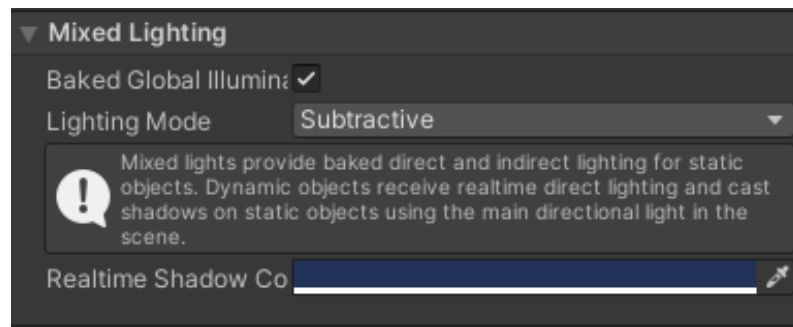 Mixed Lighting
Baked Global Illumina
Lighting Mode Subtractive
Mixed lights provide baked direct and indirect lighting for static
objects. Dynamic objects receive realtime direct lighting and cast
shadows on static objects using the main directional light in the
scene.
Realtime Shadow Co